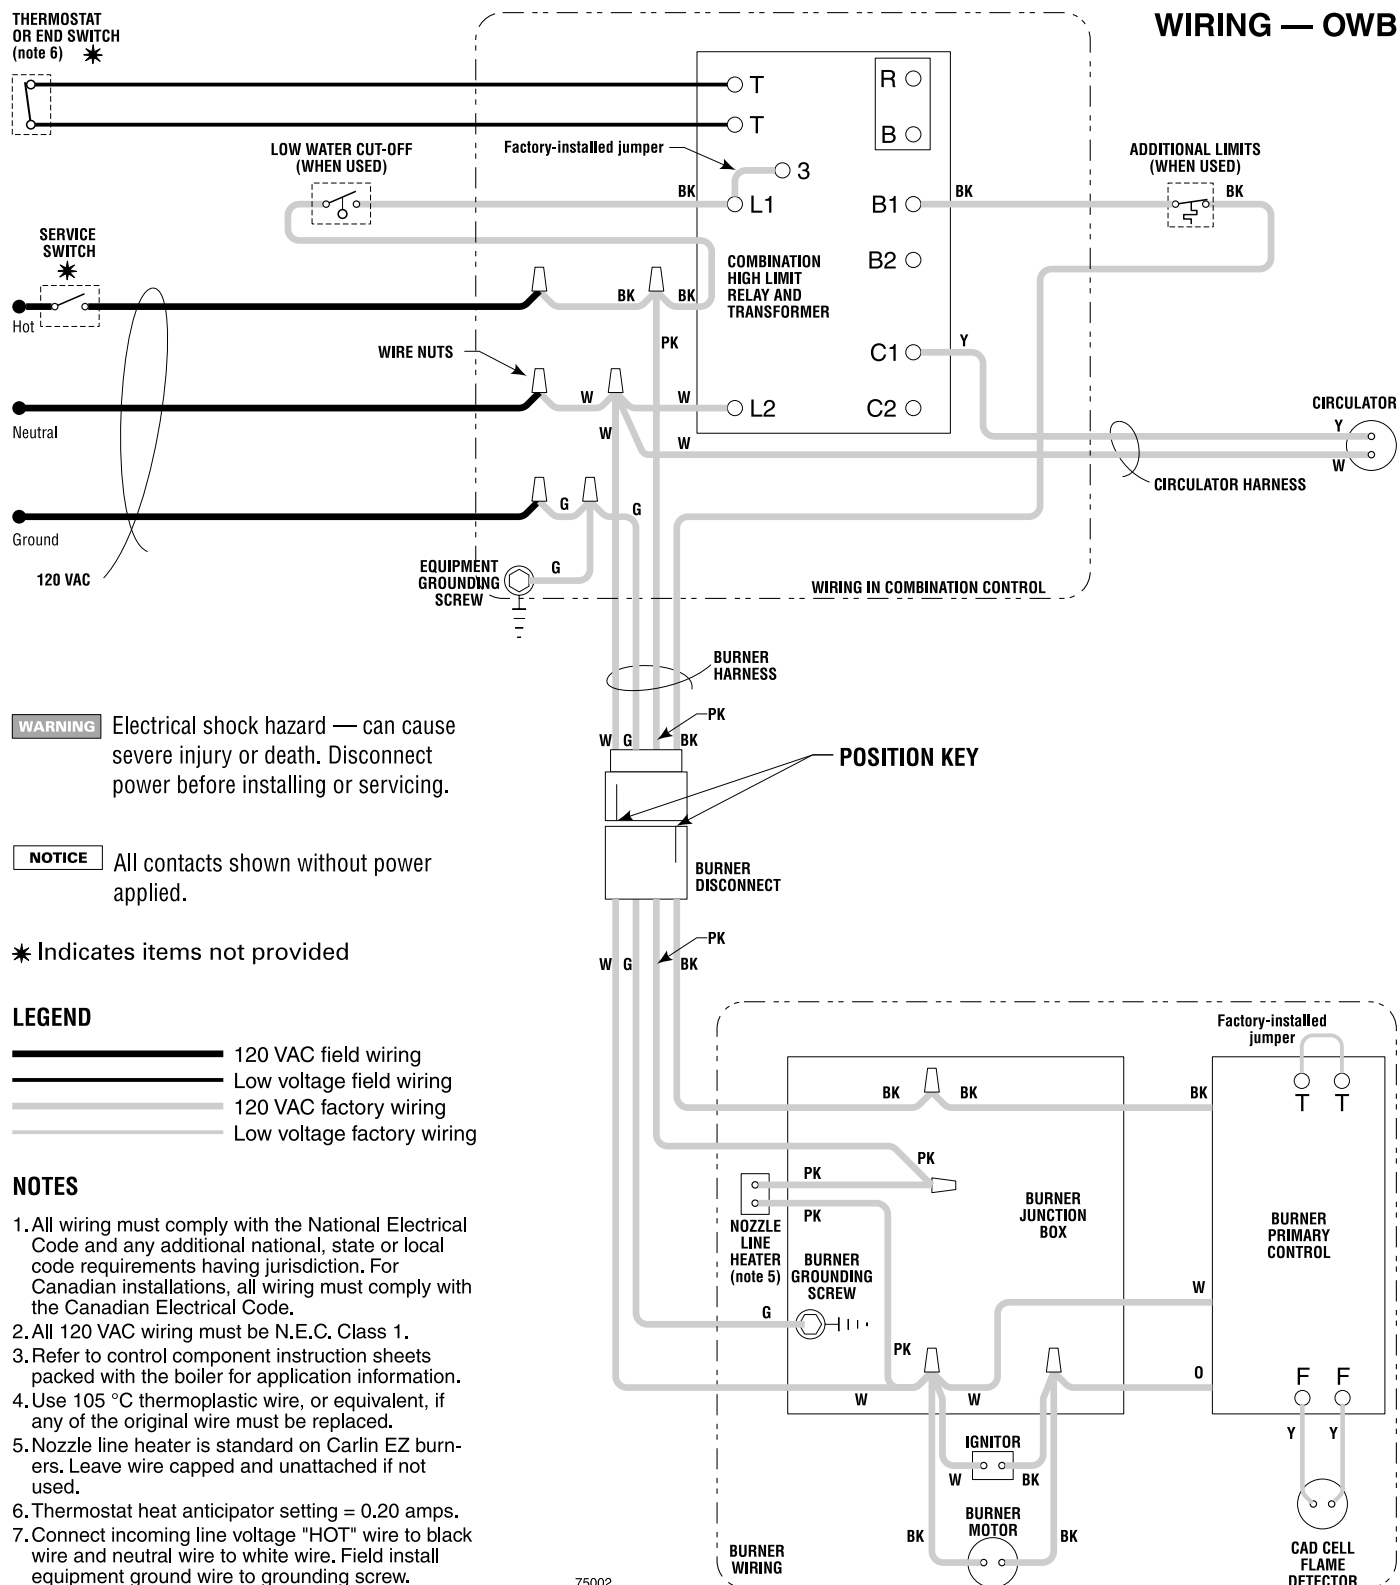 THERMOSTAT
OR END SWITCH
(note 6) ✷
WIRING — OWB
T
R
T
B
LOW WATER CUT-OFF
(WHEN USED)
Factory-installed jumper
3
ADDITIONAL LIMITS
(WHEN USED)
BK
L1
B1
BK
BK
SERVICE
SWITCH
✷
B2
COMBINATION
HIGH LIMIT
RELAY AND
TRANSFORMER
BK
BK
Hot
PK
WIRE NUTS
C1
Y
W
W
L2
C2
CIRCULATOR
Neutral
W
W
Y
W
CIRCULATOR HARNESS
G
G
Ground
120 VAC
EQUIPMENT
GROUNDING
SCREW
G
WIRING IN COMBINATION CONTROL
BURNER
HARNESS
PK
W
G
BK
WARNING Electrical shock hazard — can cause
severe injury or death. Disconnect
power before installing or servicing.
POSITION KEY
NOTICE All contacts shown without power
applied.
BURNER
DISCONNECT
✷ Indicates items not provided
PK
W
G
BK
LEGEND
120 VAC field wiring
Low voltage field wiring
120 VAC factory wiring
Low voltage factory wiring
Factory-installed
jumper
T
T
BK
BK
BK
PK
PK
PK
NOZZLE
LINE
HEATER
(note 5)
BURNER
GROUNDING
SCREW
BURNER
JUNCTION
BOX
BURNER
PRIMARY
CONTROL
G
W
PK
O
W
W
F
F
IGNITOR
W
BK
Y
Y
BURNER
MOTOR
BK
BK
BURNER
WIRING
CAD CELL
FLAME
DETECTOR
NOTES
1. All wiring must comply with the National Electrical
Code and any additional national, state or local
code requirements having jurisdiction. For
Canadian installations, all wiring must comply with
the Canadian Electrical Code.
2. All 120 VAC wiring must be N.E.C. Class 1.
3. Refer to control component instruction sheets
packed with the boiler for application information.
4. Use 105 °C thermoplastic wire, or equivalent, if
any of the original wire must be replaced.
5. Nozzle line heater is standard on Carlin EZ burn-
ers. Leave wire capped and unattached if not
used.
6. Thermostat heat anticipator setting = 0.20 amps.
7. Connect incoming line voltage "HOT" wire to black
wire and neutral wire to white wire. Field install
equipment ground wire to grounding screw.
75002